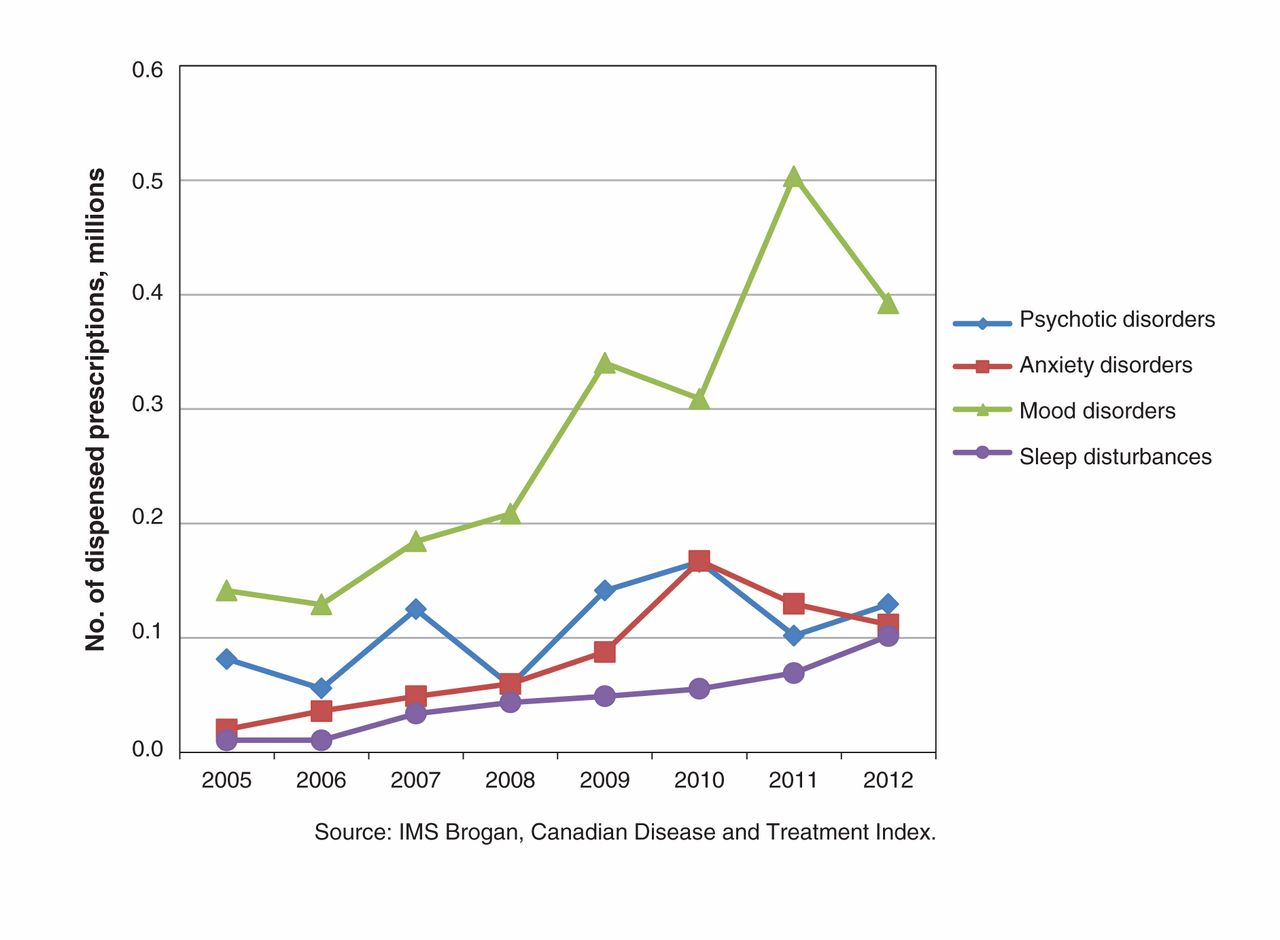 0.6
0.5
0.4
0.3
0.2
0.1
0.0
No. of dispensed prescriptions, millions
2005 2006 2007 2008 2009 2010 2011 2012
Psychotic disorders
Anxiety disorders
Mood disorders
Sleep disturbances
Source: IMS Brogan, Canadian Disease and Treatment Index.